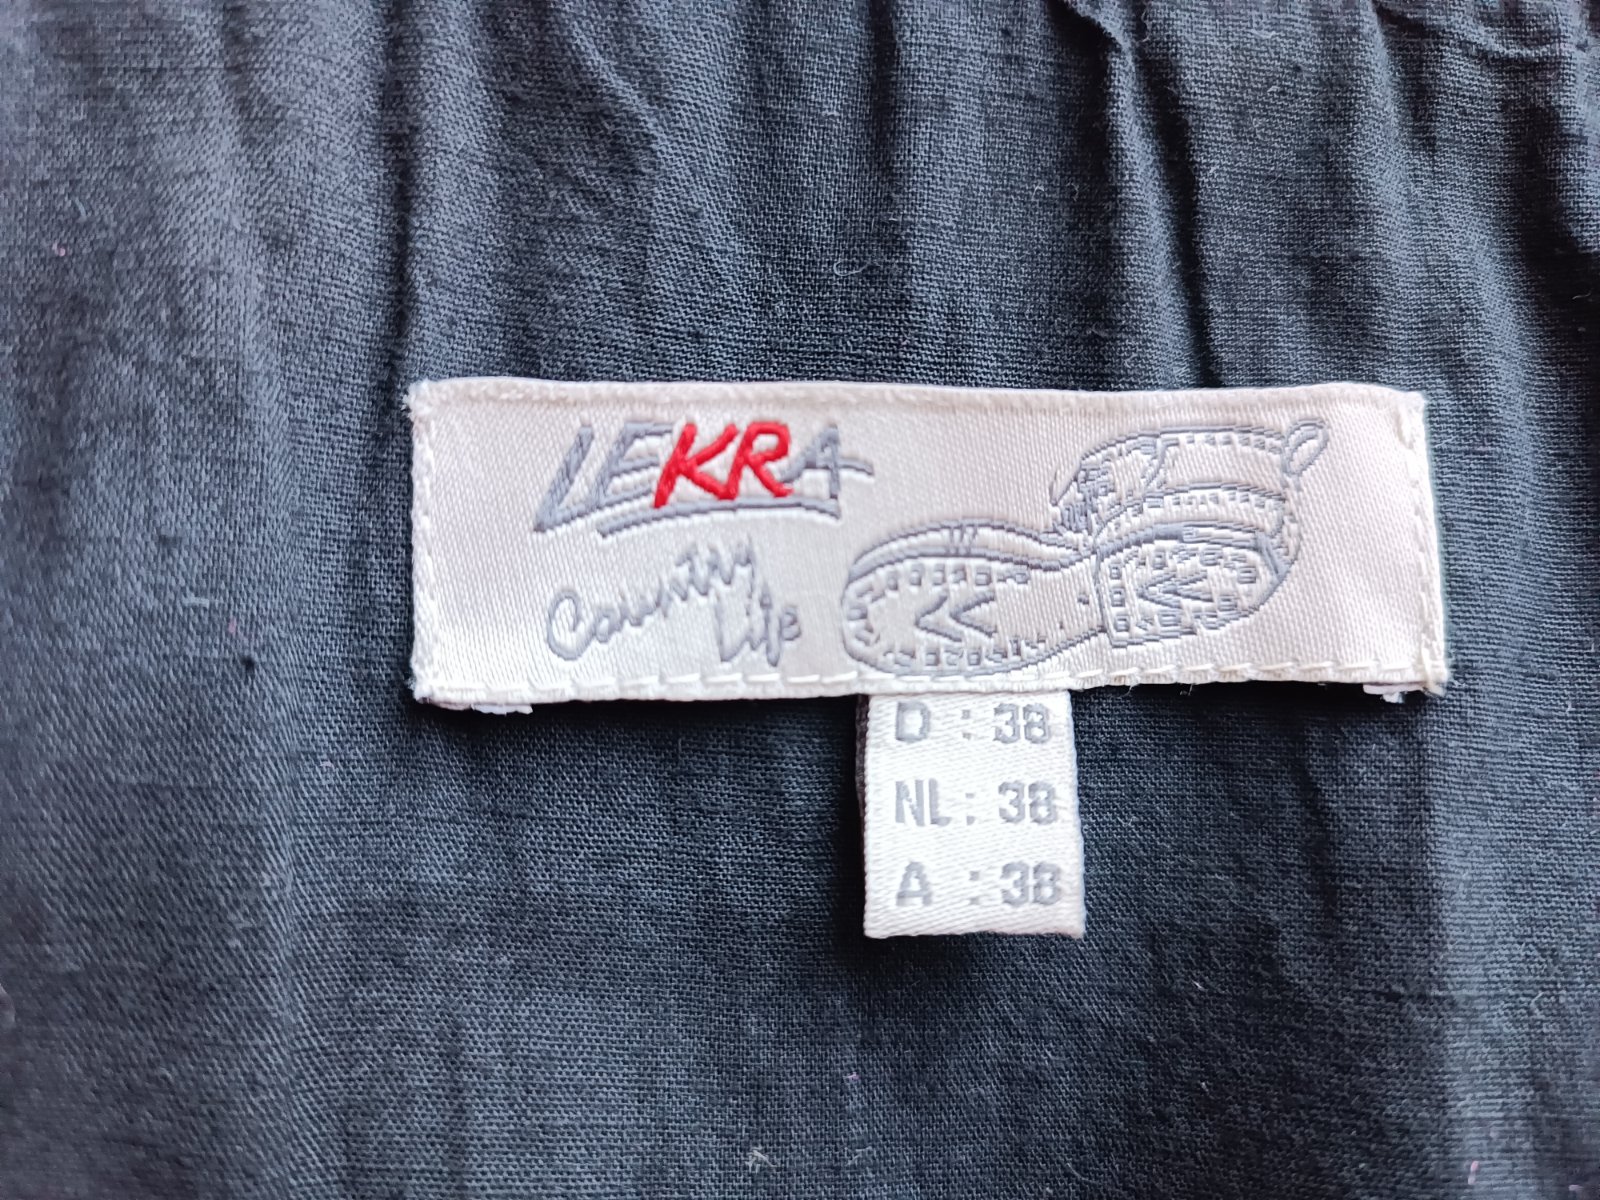 LEKRA
Country
Life
D : 38
NL : 38
A : 38